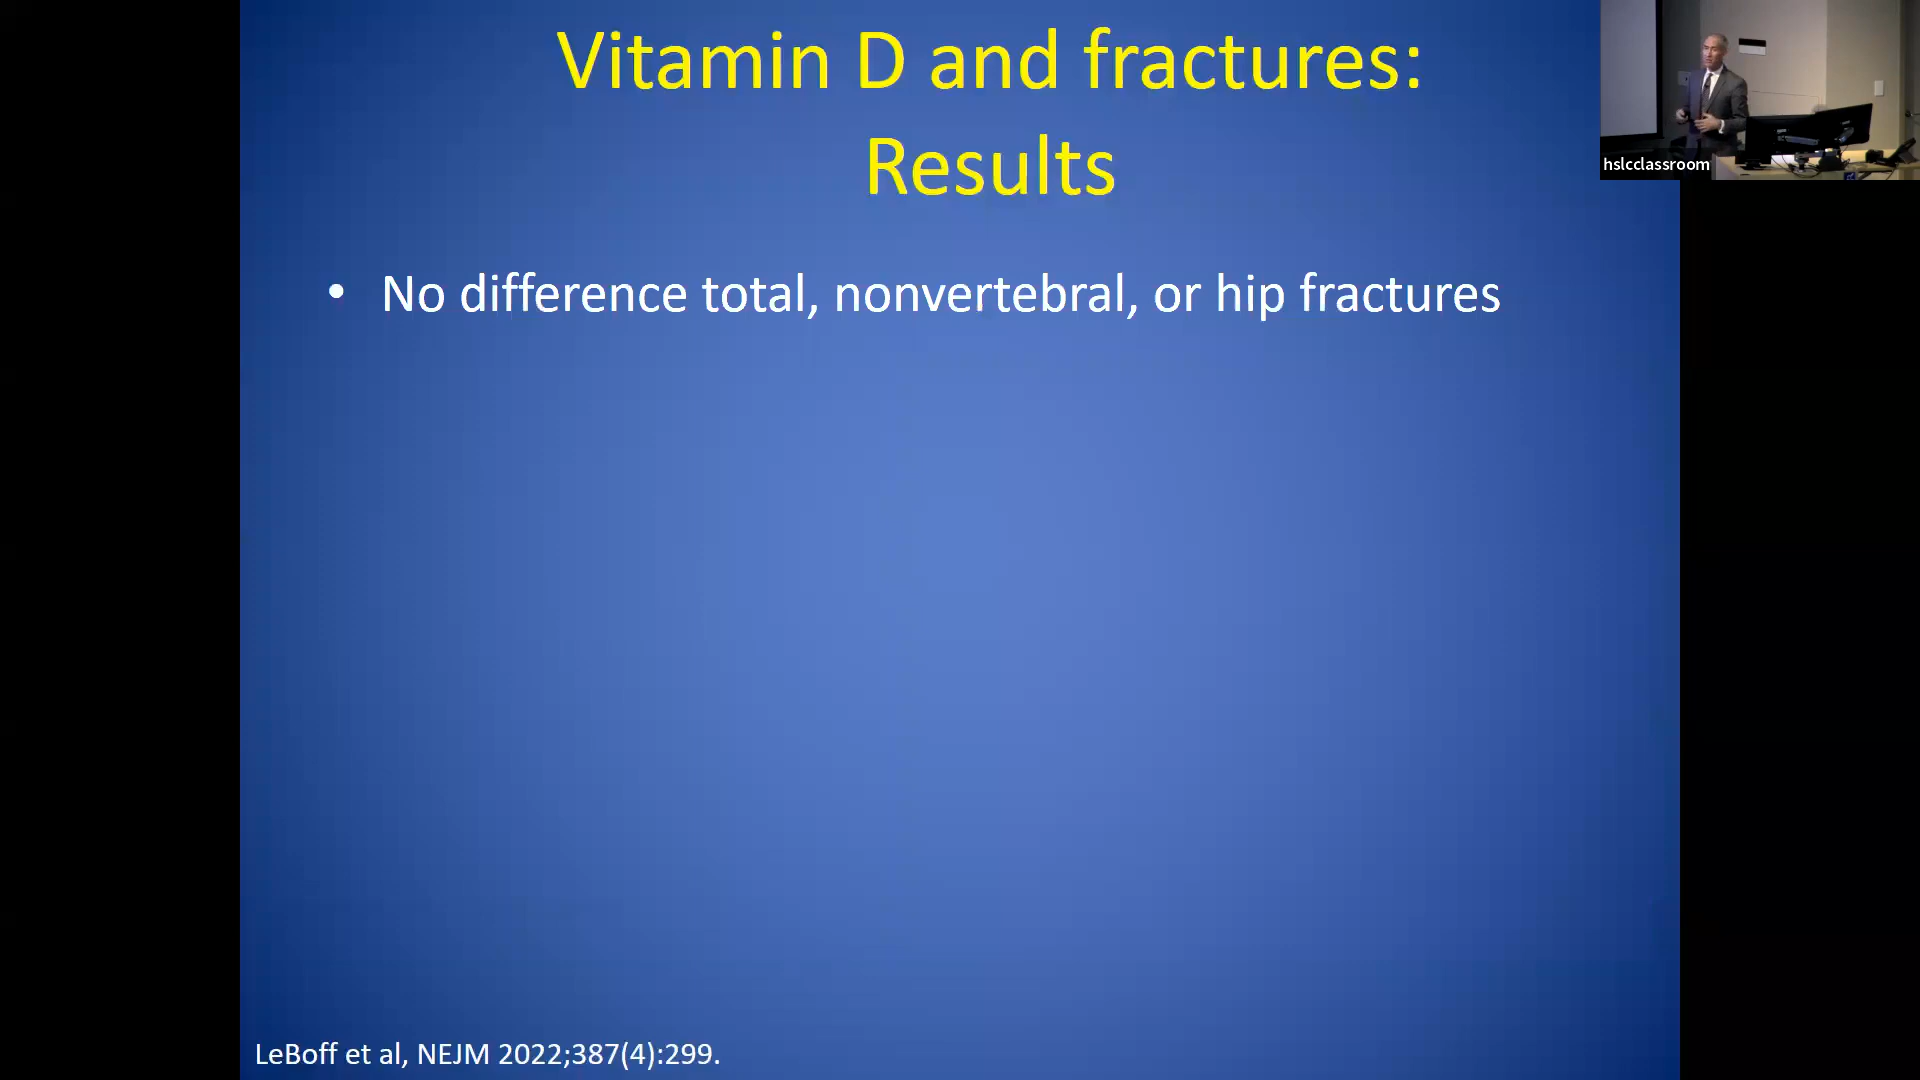 Vitamin D and fractures:
Results
• No difference total, nonvertebral, or hip fractures
LeBoff et al, NEJM 2022;387(4):299.
hslcclassroom